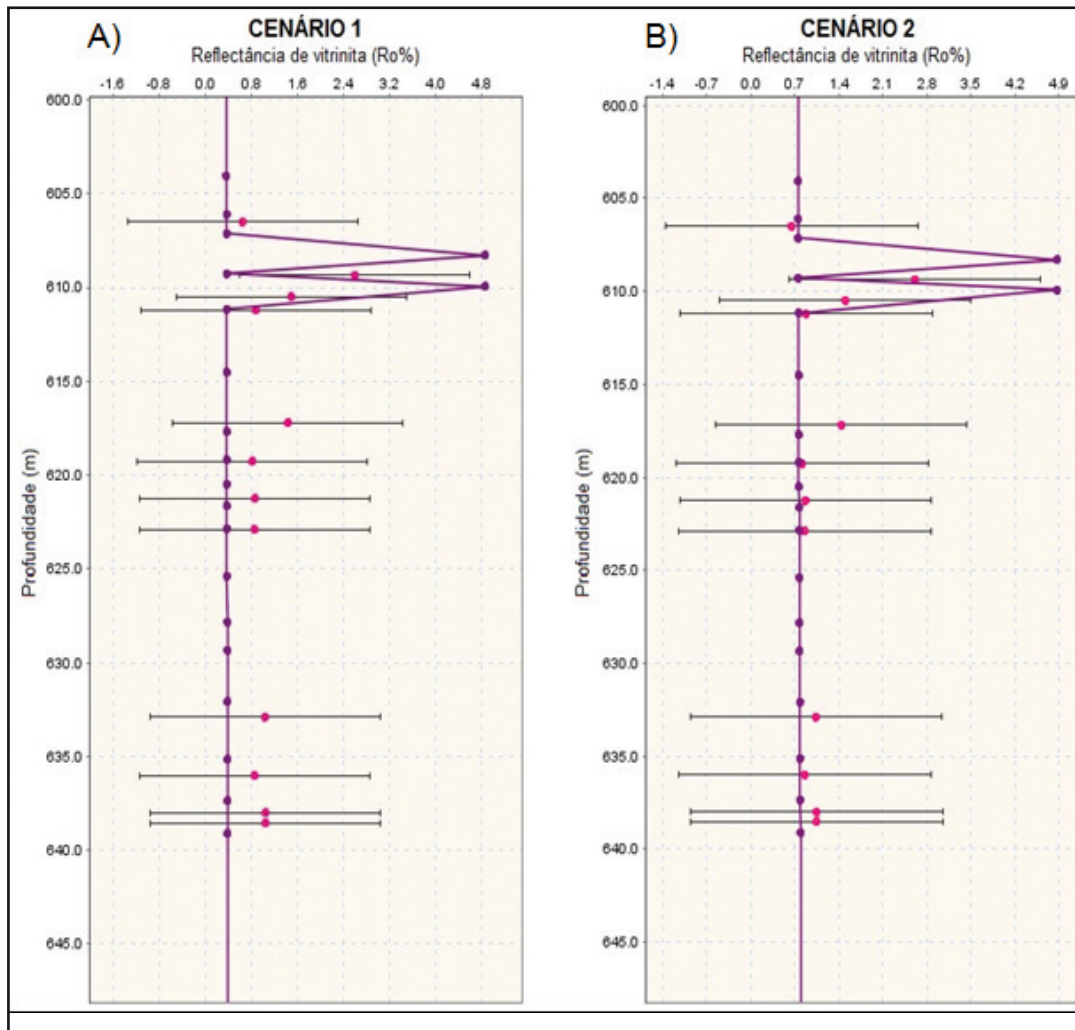 A)
CENÁRIO 1
Reflectância de vitrinita (Ro%)
-1.6 -0.8 0.0 0.8 1.6 2.4 3.2 4.0 4.8
600.0
605.0
610.0
615.0
620.0
625.0
630.0
635.0
640.0
645.0
Profundidade (m)
B)
CENÁRIO 2
Reflectância de vitrinita (Ro%)
-1.4 -0.7 0.0 0.7 1.4 2.1 2.8 3.5 4.2 4.9
600.0
605.0
610.0
615.0
620.0
625.0
630.0
635.0
640.0
645.0
Profundidade (m)